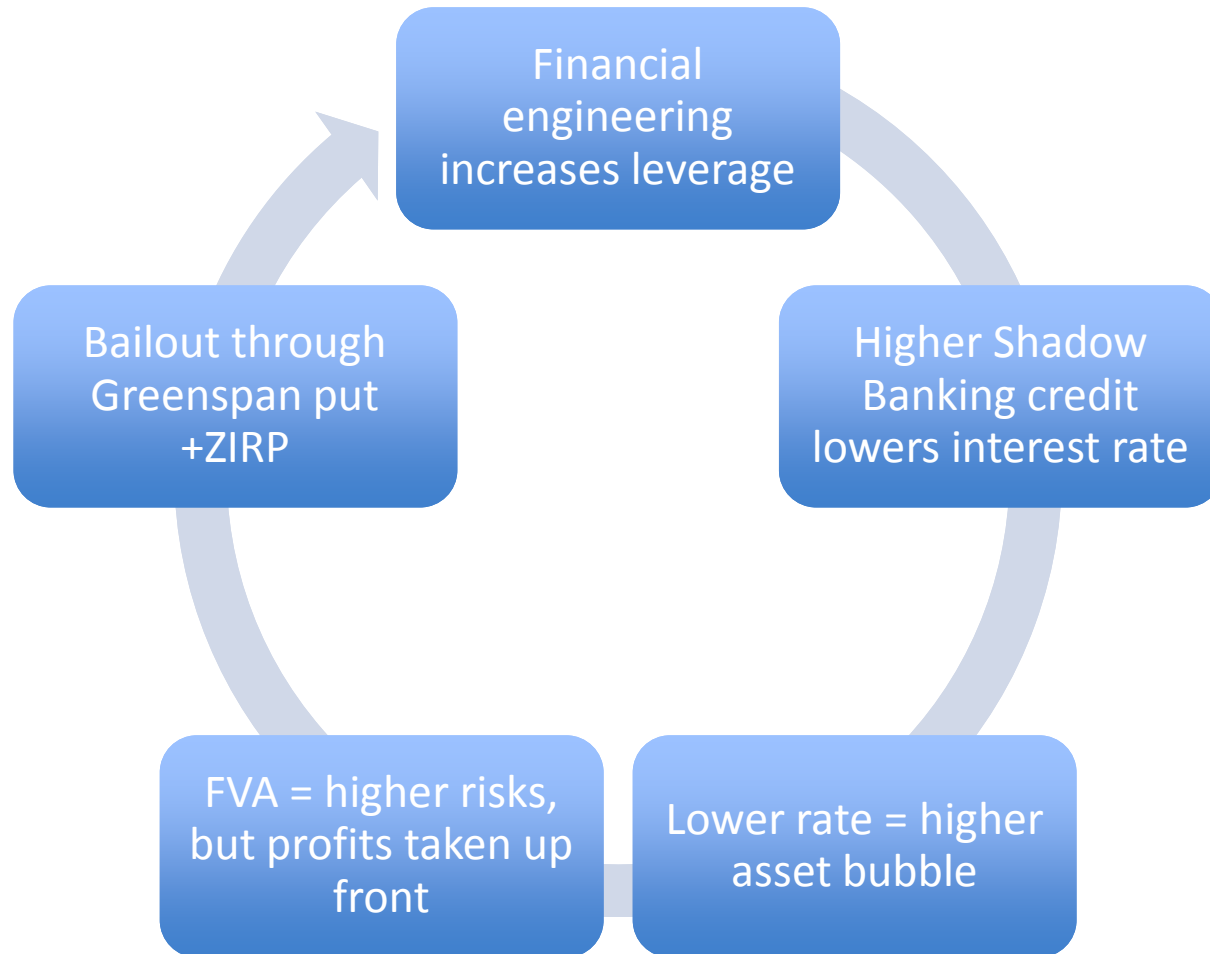 Financial
engineering
increases leverage
Higher Shadow
Banking credit
lowers interest rate
Lower rate = higher
asset bubble
FVA = higher risks,
but profits taken up
front
Bailout through
Greenspan put
+ZIRP